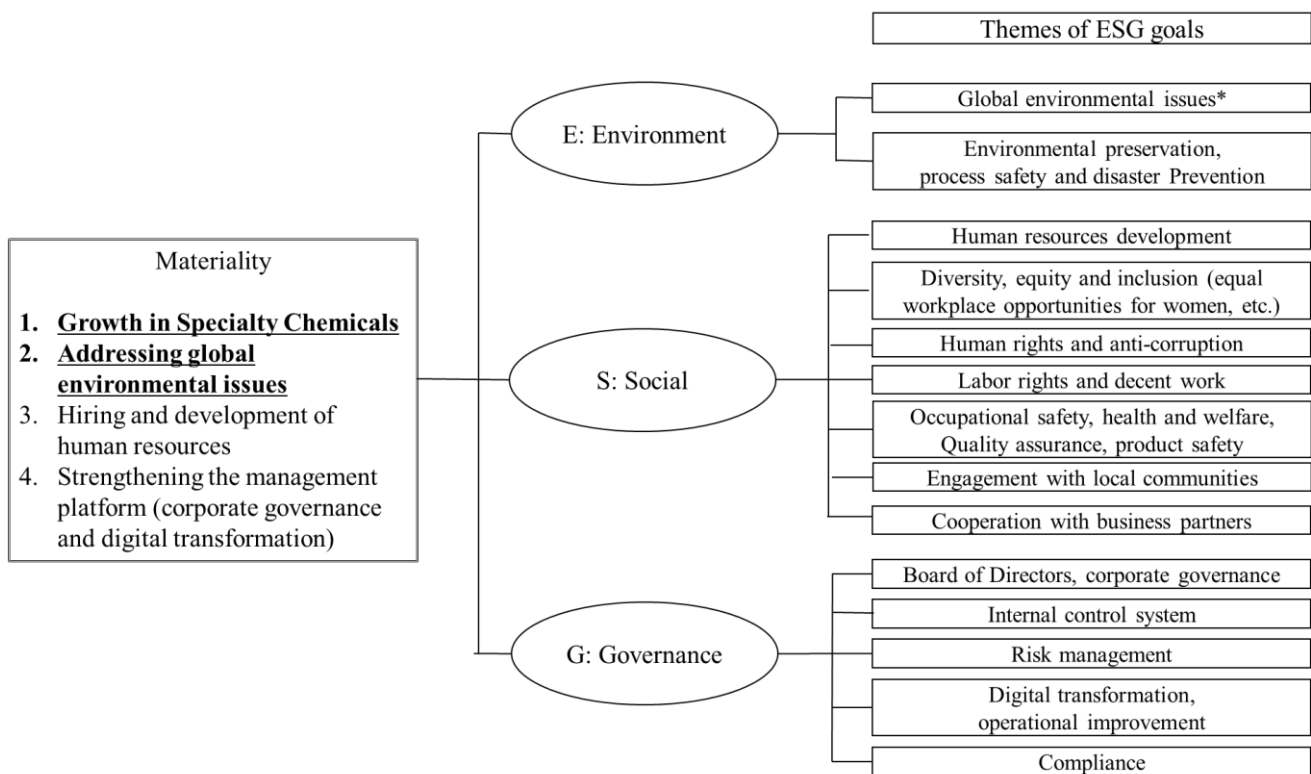 Themes of ESG goals
Materiality
1. Growth in Specialty Chemicals
2. Addressing global
environmental issues
3. Hiring and development of
human resources
4. Strengthening the management
platform (corporate governance
and digital transformation)
E: Environment
Global environmental issues*
Environmental preservation,
process safety and disaster Prevention
S: Social
Human resources development
Diversity, equity and inclusion (equal
workplace opportunities for women, etc.)
Human rights and anti-corruption
Labor rights and decent work
Occupational safety, health and welfare,
Quality assurance, product safety
Engagement with local communities
Cooperation with business partners
G: Governance
Board of Directors, corporate governance
Internal control system
Risk management
Digital transformation,
operational improvement
Compliance